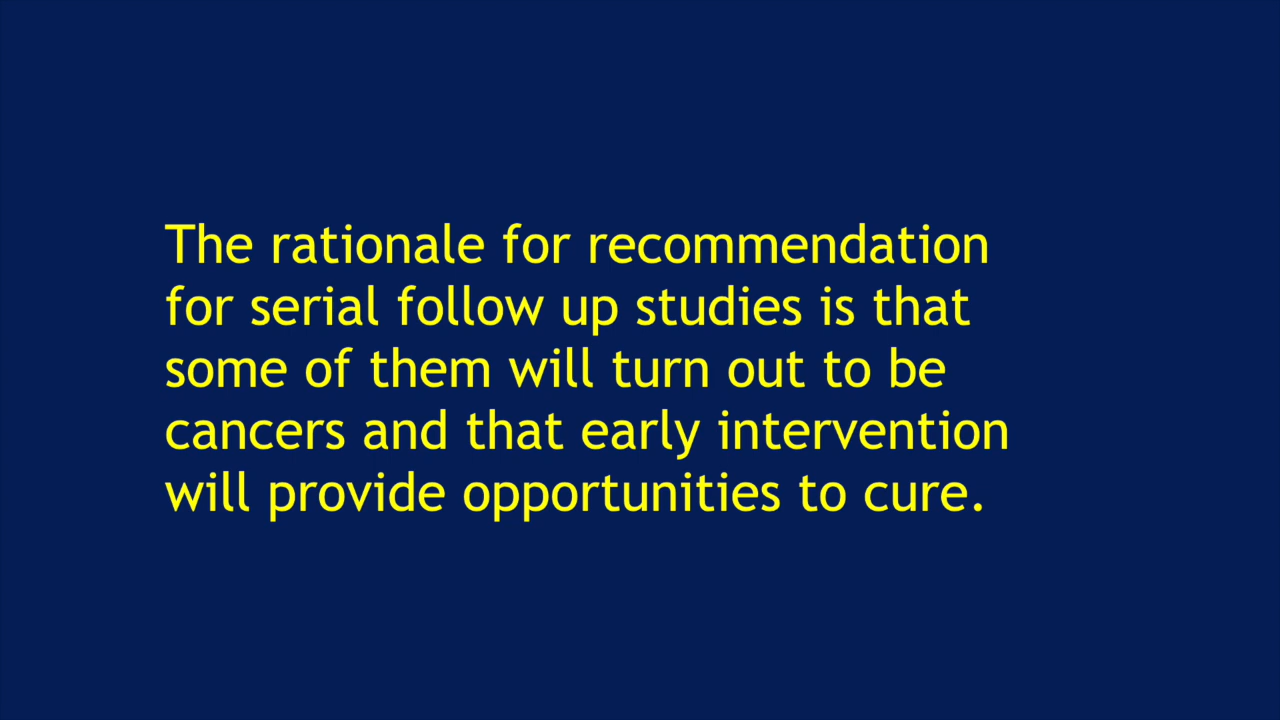 The rationale for recommendation
for serial follow up studies is that
some of them will turn out to be
cancers and that early intervention
will provide opportunities to cure.